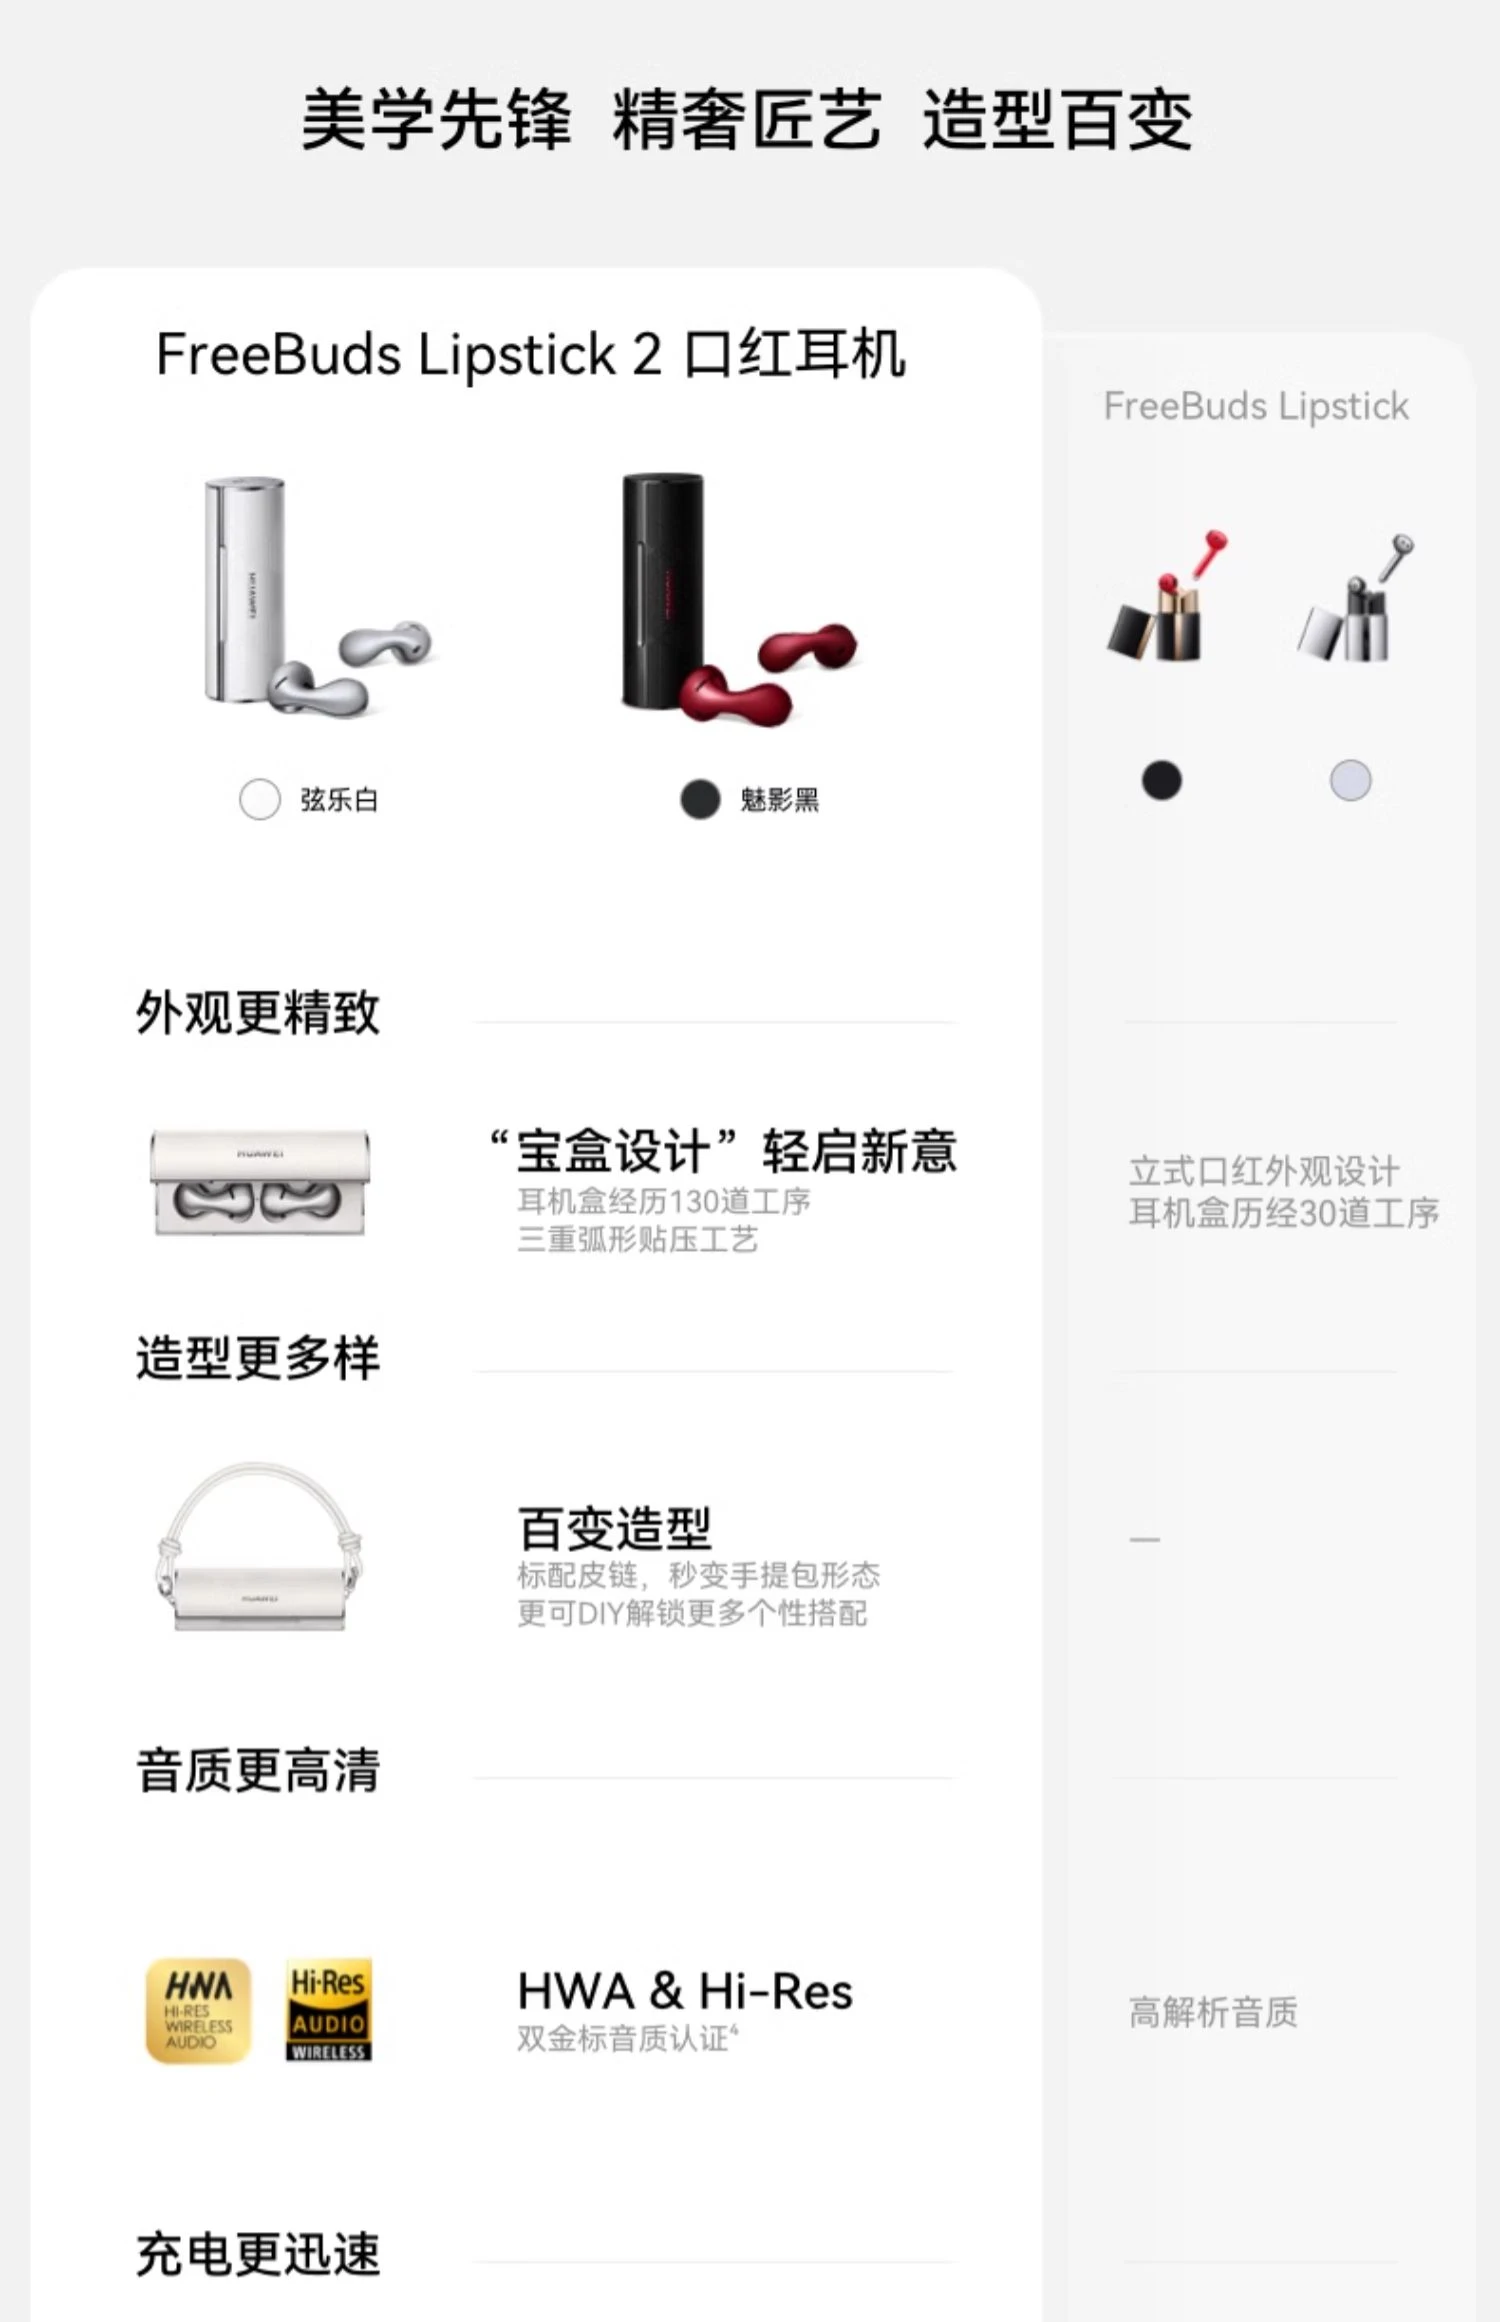 美学先锋 精奢匠艺 造型百变
FreeBuds Lipstick 2 口红耳机
FreeBuds Lipstick
HUAWEI
HUAWEI
弦乐白
魅影黑
外观更精致
HUAWEI
“宝盒设计”轻启新意
耳机盒经历130道工序
三重弧形贴压工艺
立式口红外观设计
耳机盒历经30道工序
造型更多样
HUAWEI
百变造型
标配皮链，秒变手提包形态
更可DIY解锁更多个性搭配
—
音质更高清
HWA
HI-RES
WIRELESS
AUDIO
Hi-Res
AUDIO
WIRELESS
HWA & Hi-Res
双金标音质认证⁴
高解析音质
充电更迅速